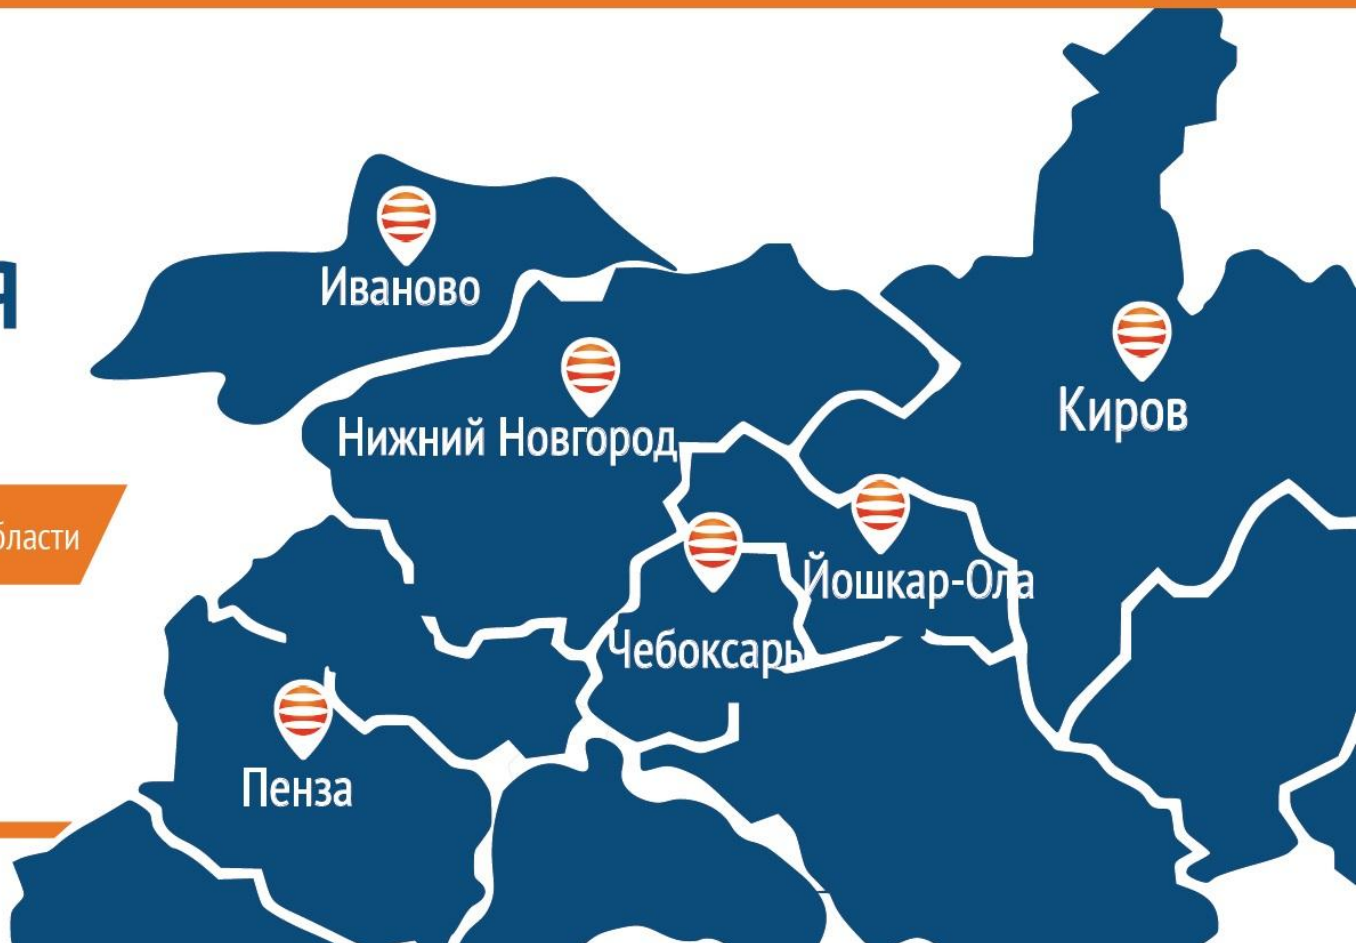 Я
Иваново
Киров
Нижний Новгород
бласти
Йошкар-Ола
Чебоксары
Пенза